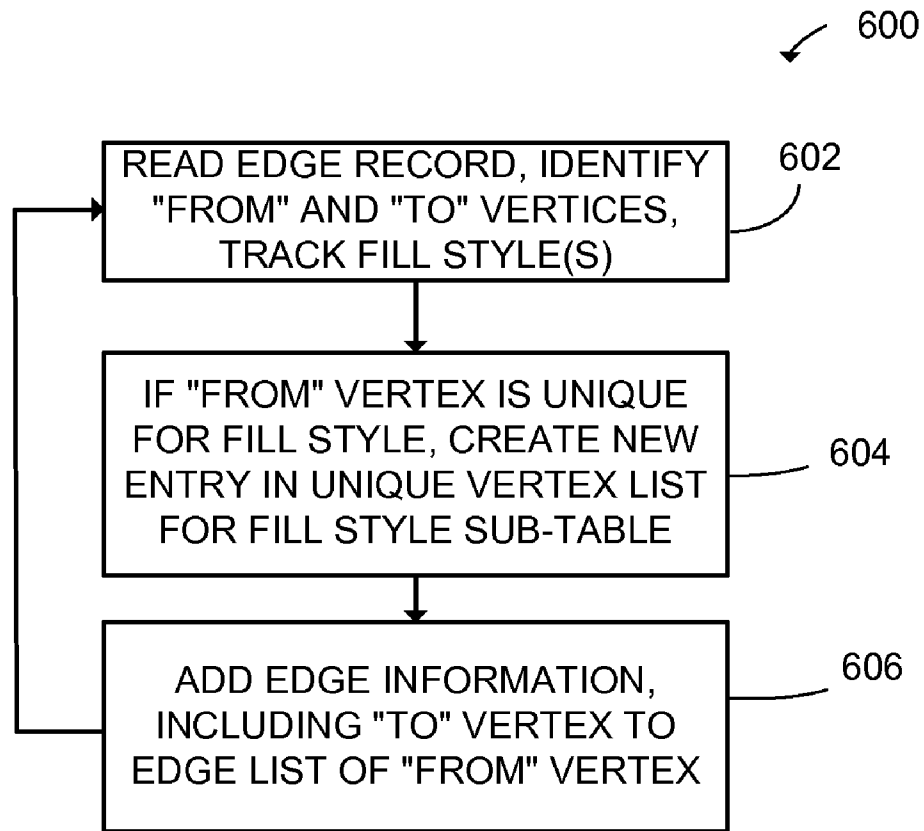 600
READ EDGE RECORD, IDENTIFY
"FROM" AND "TO" VERTICES,
TRACK FILL STYLE(S)
602
IF "FROM" VERTEX IS UNIQUE
FOR FILL STYLE, CREATE NEW
ENTRY IN UNIQUE VERTEX LIST
FOR FILL STYLE SUB-TABLE
604
ADD EDGE INFORMATION,
INCLUDING "TO" VERTEX TO
EDGE LIST OF "FROM" VERTEX
606